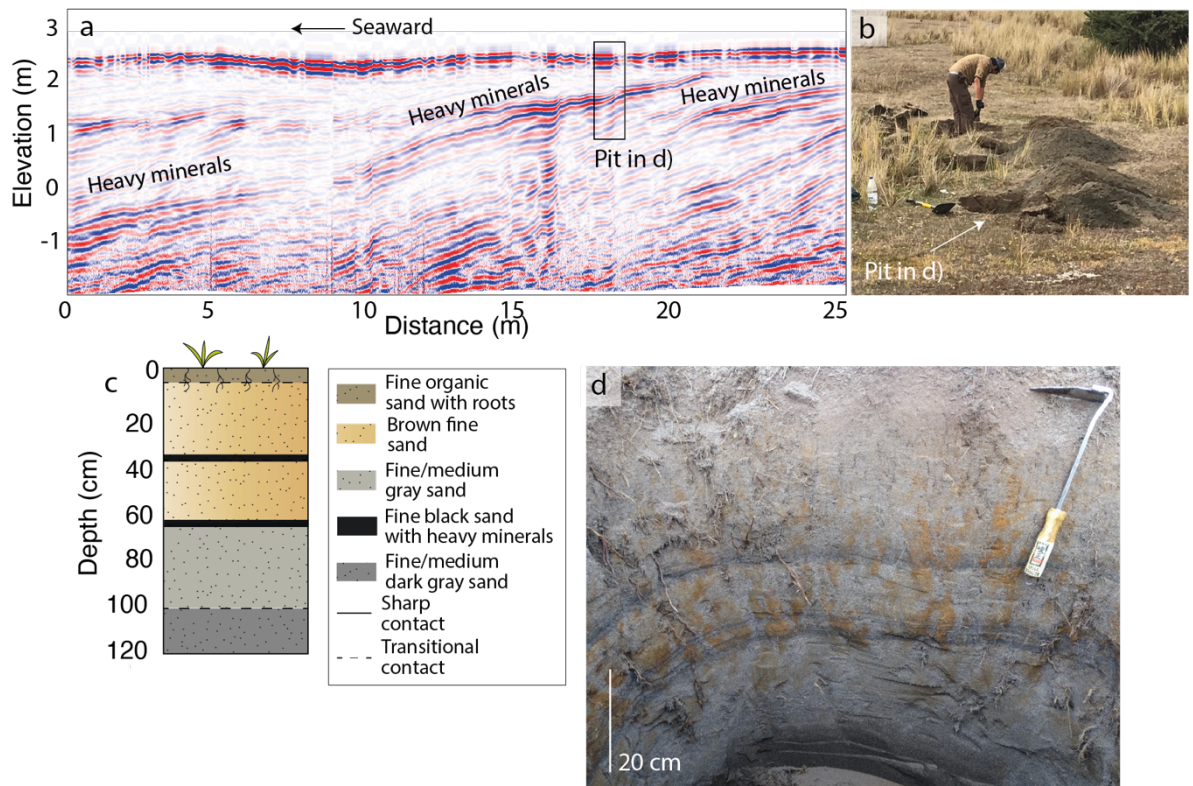 a
Seaward
3
2
1
0
-1
Elevation (m)
Heavy minerals
Heavy minerals
Heavy minerals
Pit in d)
0
5
10
15
20
25
Distance (m)
b
Pit in d)
c
0
20
40
60
80
100
120
Depth (cm)
Fine organic
sand with roots
Brown fine
sand
Fine/medium
gray sand
Fine black sand
with heavy minerals
Fine/medium
dark gray sand
Sharp
contact
Transitional
contact
d
20 cm